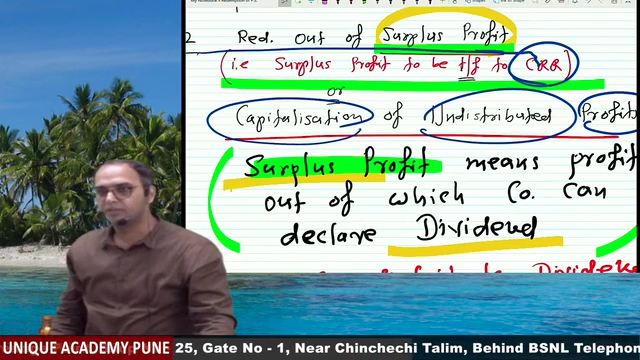 2 Red. Out of Surplus Profit
(i.e Surplus Profit to be t/f to CRR)
or
Capitalisation of Undistributed Profit
Surplus Profit means profit
out of which Co. can
declare Dividend
UNIQUE ACADEMY PUNE 25, Gate No - 1, Near Chinchechi Talim, Behind BSNL Telephon